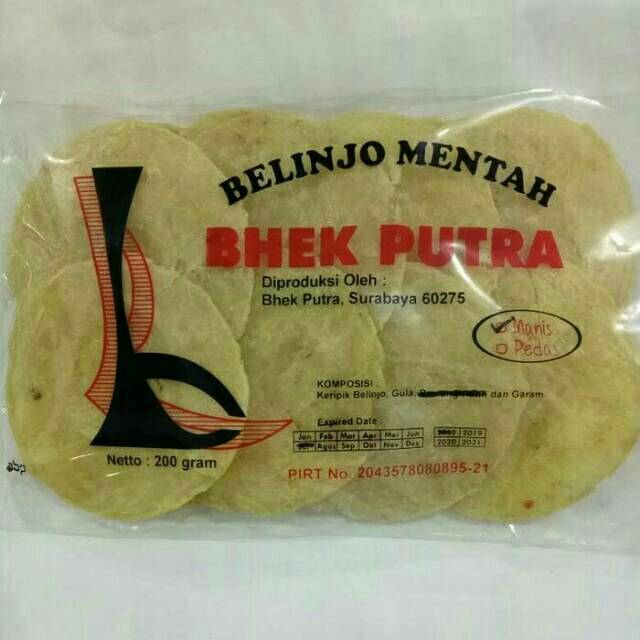 BELINJO MENTAH
BHEK PUTRA
Diproduksi Oleh :
Bhek Putra, Surabaya 60275
Manis
Pedas
KOMPOSISI :
Keripik Belinjo, Gula, dan Garam
Expired Date :
Jan Feb Mar Apr Mei Jun 2019
Agus Sep Okt Nov Des 2020 2021
Netto : 200 gram
PIRT No. 2043578080895-21